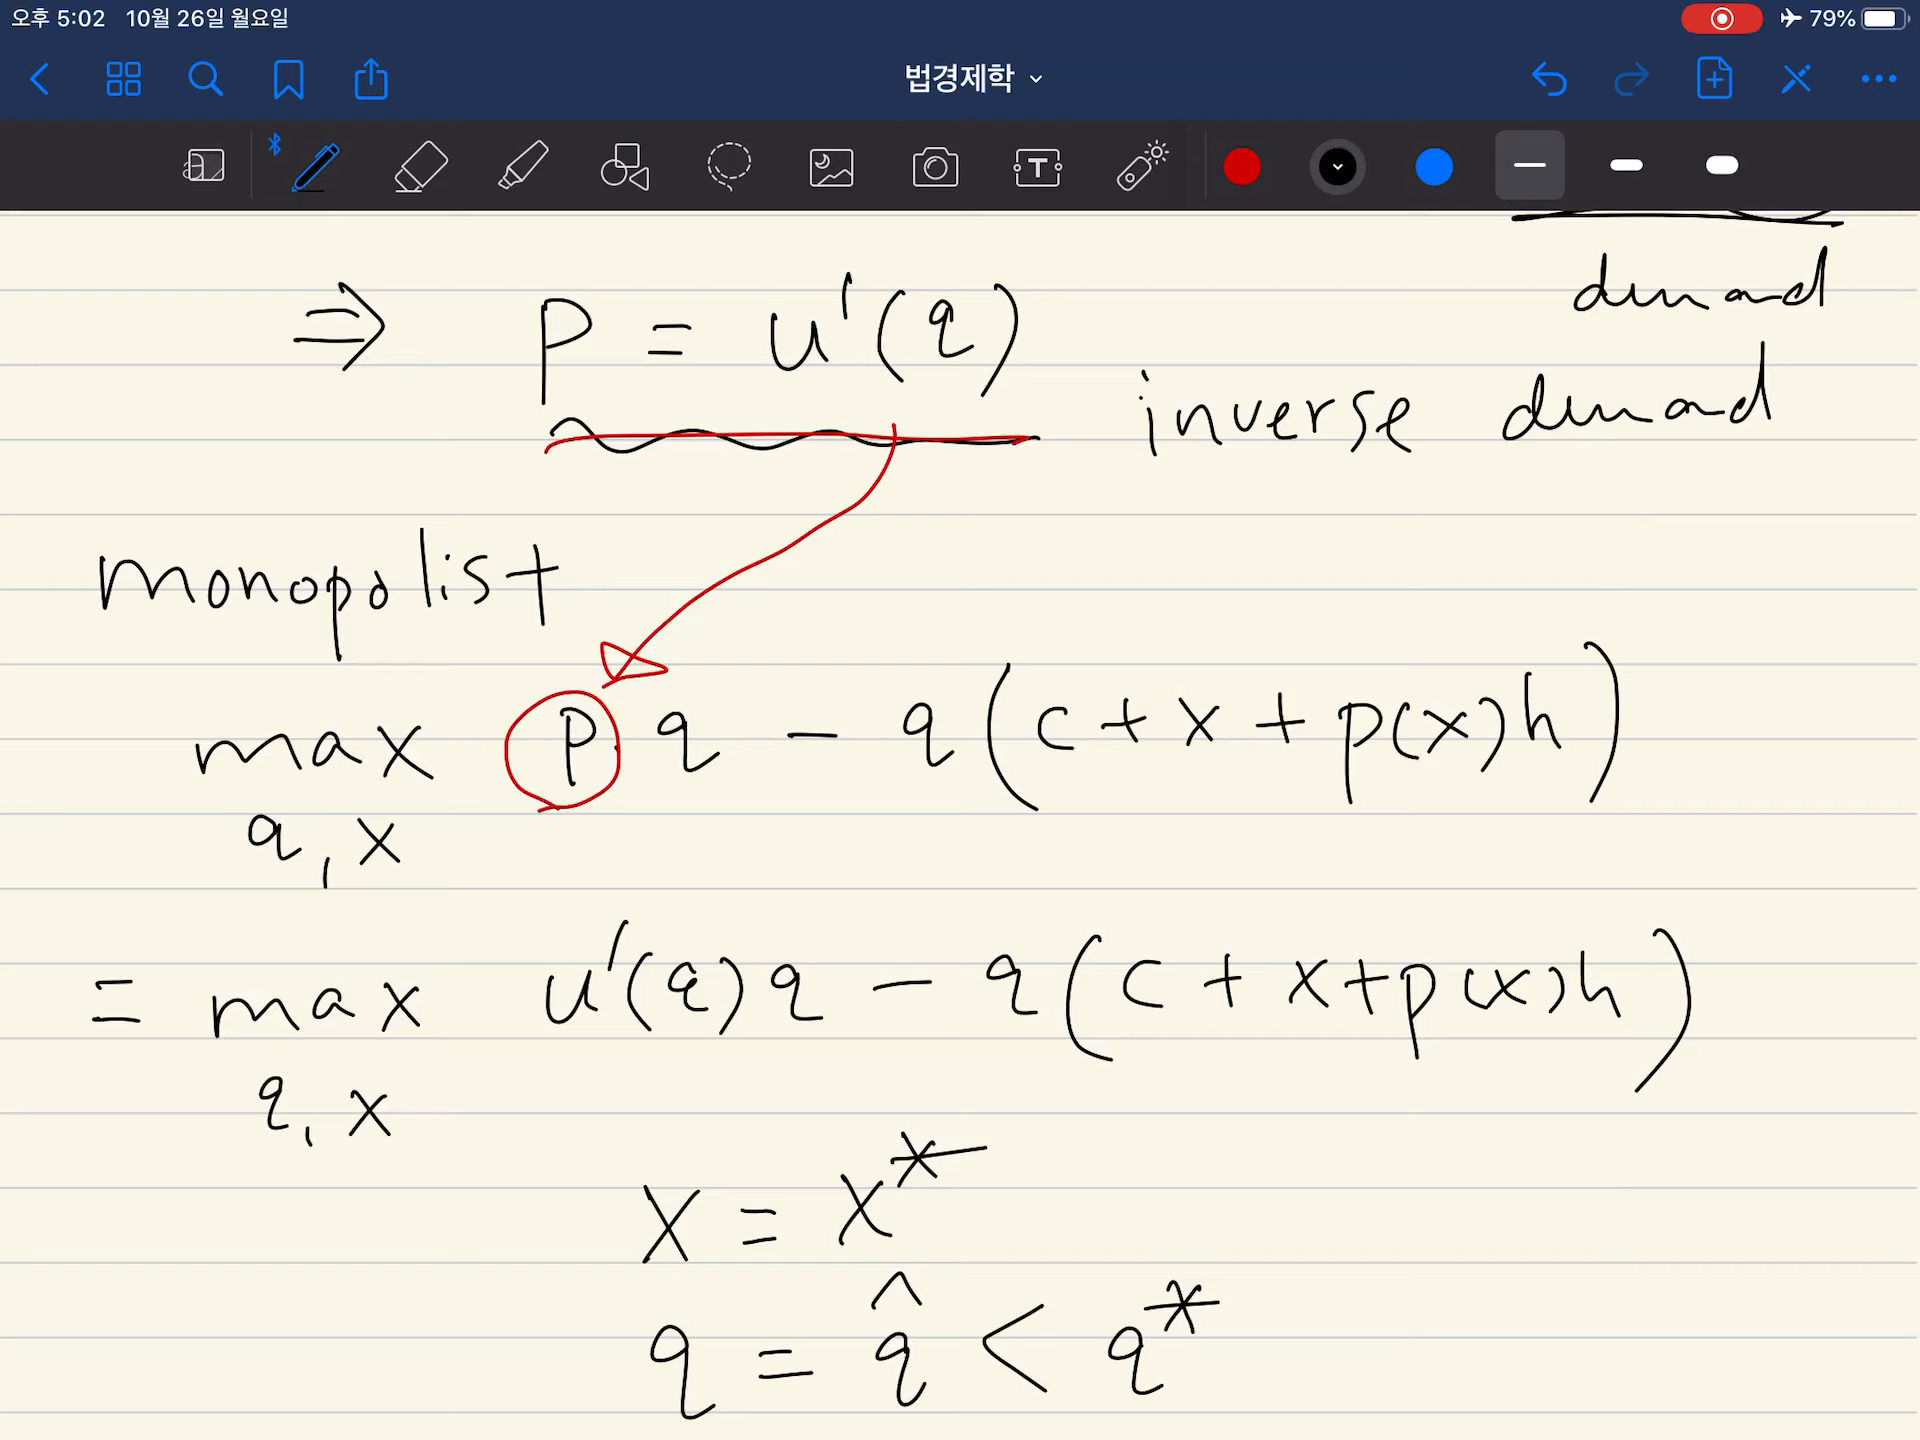 오후 5:02 10월 26일 월요일 79%
법경제학
demand
⇒ P = u'(q)
inverse demand
monopolist
max P q − q(c + x + p(x)h)
q, x
= max u'(q)q − q(c + x + p(x)h)
q, x
x = x*
q = q̂ < q*